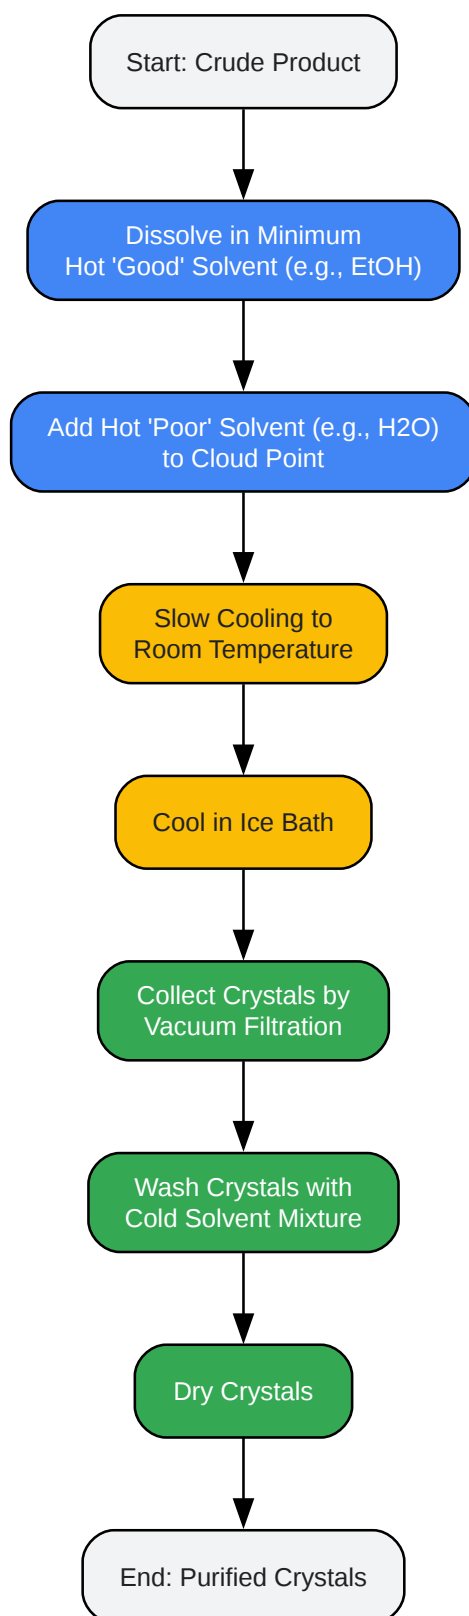 Start: Crude Product
Dissolve in Minimum
Hot 'Good' Solvent (e.g., EtOH)
Add Hot 'Poor' Solvent (e.g., H2O)
to Cloud Point
Slow Cooling to
Room Temperature
Cool in Ice Bath
Collect Crystals by
Vacuum Filtration
Wash Crystals with
Cold Solvent Mixture
Dry Crystals
End: Purified Crystals